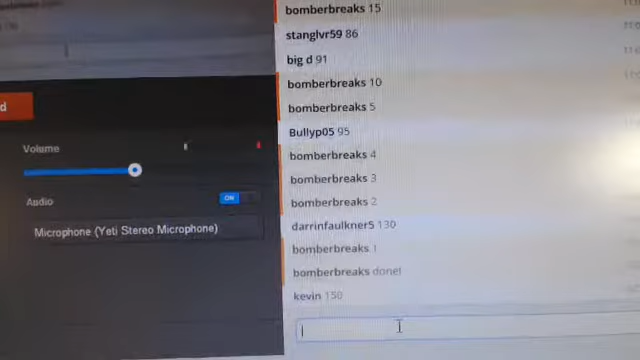 bomberbreaks 15
stanglvr59 86
big d 91
bomberbreaks 10
bomberbreaks 5
Bullyp05 95
bomberbreaks 4
bomberbreaks 3
bomberbreaks 2
darrinfaulkner5 130
bomberbreaks 1
bomberbreaks done!
kevin 150
d
Volume
Audio
ON
Microphone (Yeti Stereo Microphone)